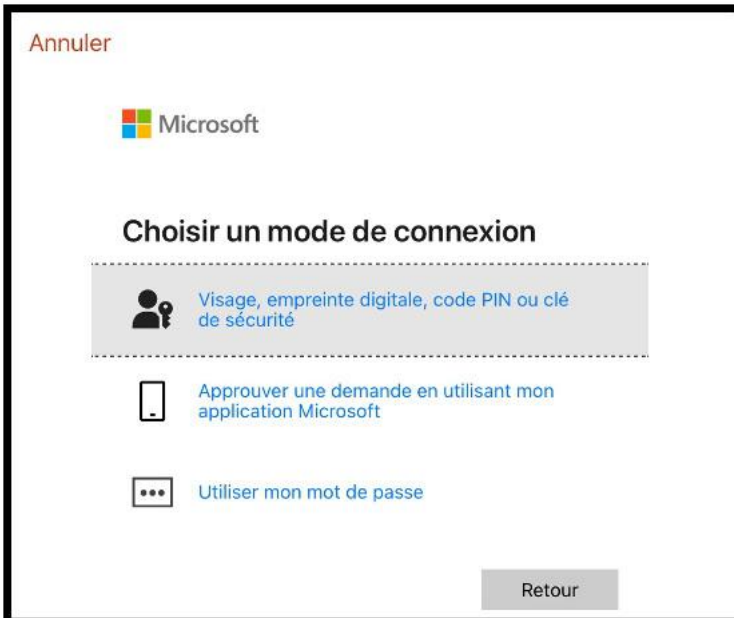 Annuler
Microsoft
Choisir un mode de connexion
Visage, empreinte digitale, code PIN ou clé
de sécurité
Approuver une demande en utilisant mon
application Microsoft
Utiliser mon mot de passe
Retour